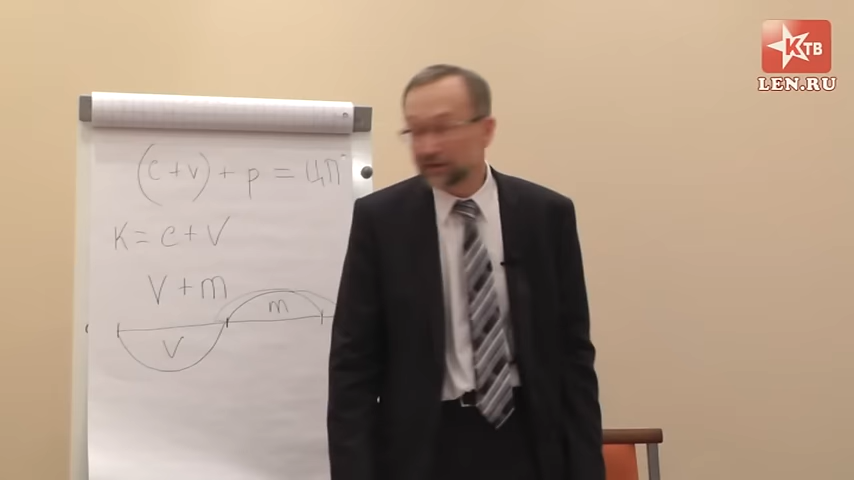 (c+v) + p = ЦП
K = c + V
V + m
m
V
КТВ
LEN.RU